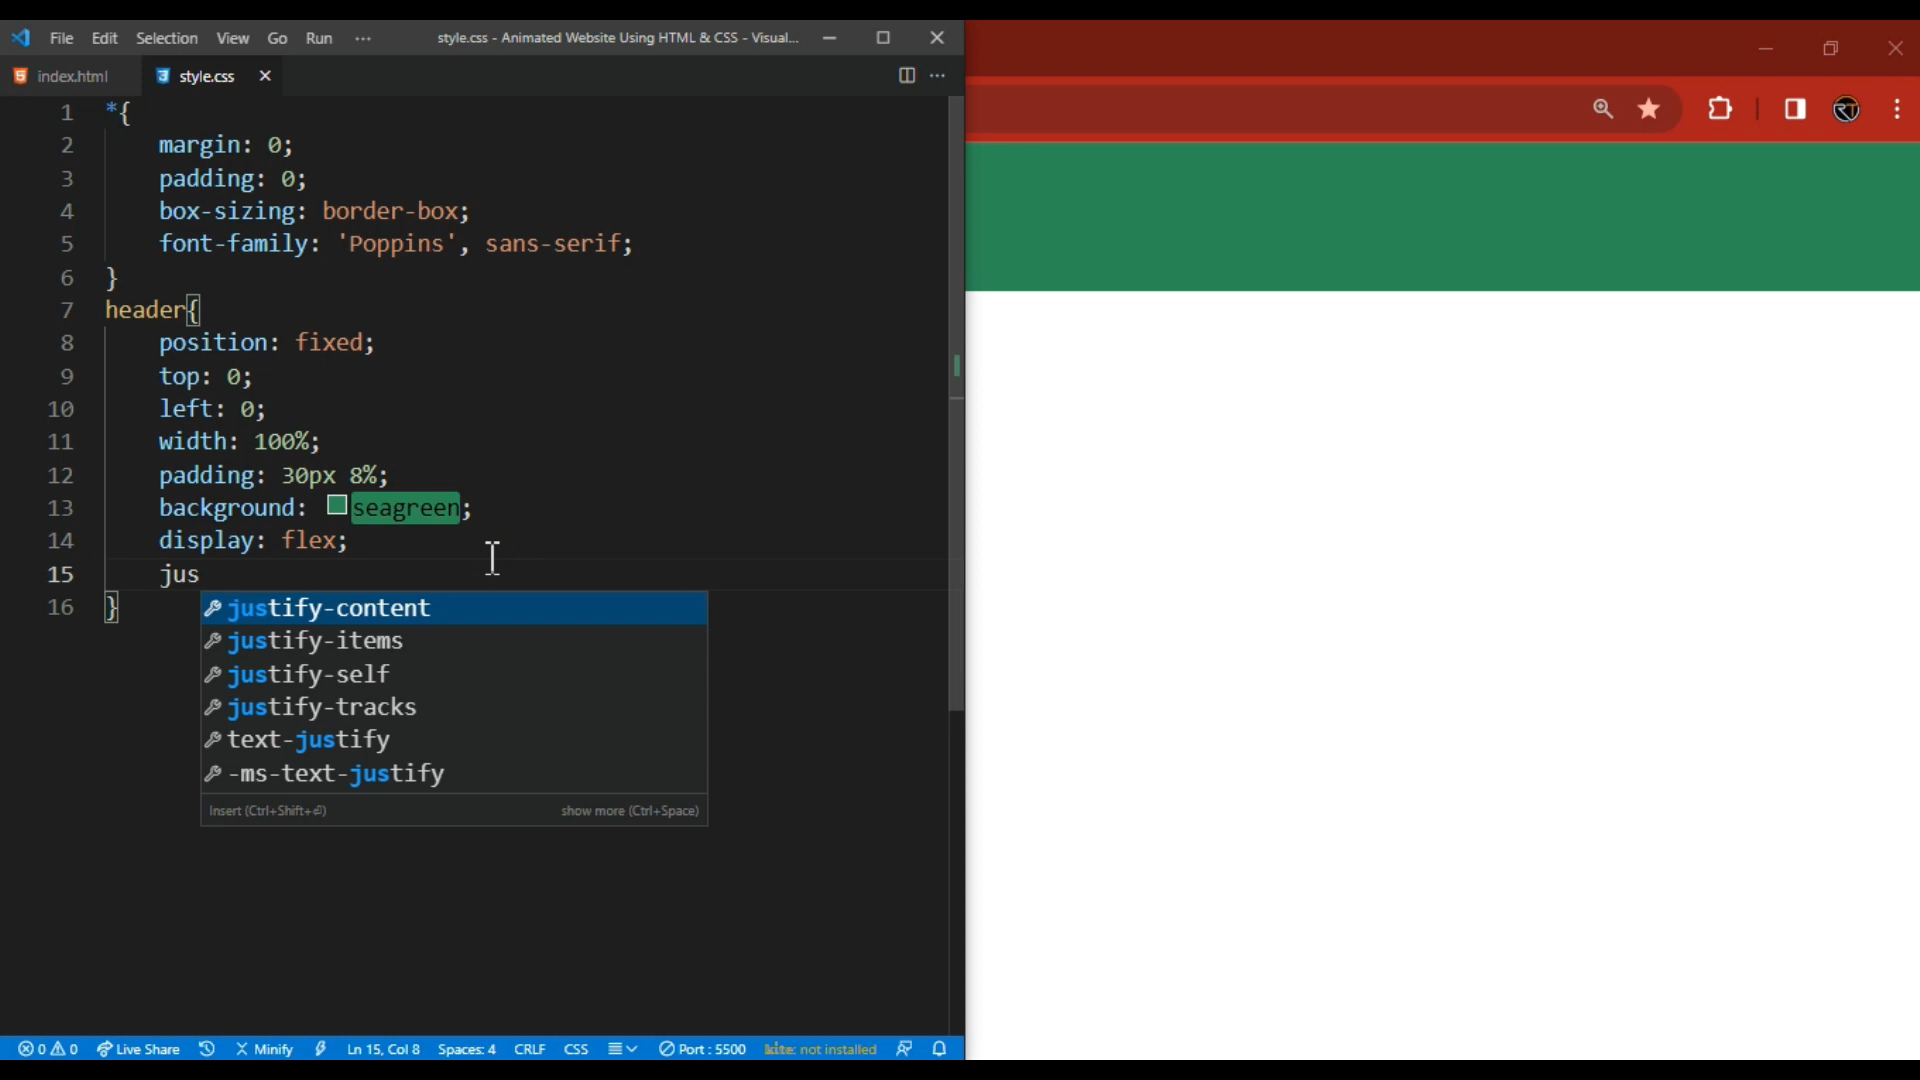 File Edit Selection View Go Run ... style.css - Animated Website Using HTML & CSS - Visual...
index.html style.css
1 *{
2 margin: 0;
3 padding: 0;
4 box-sizing: border-box;
5 font-family: 'Poppins', sans-serif;
6 }
7 header{
8 position: fixed;
9 top: 0;
10 left: 0;
11 width: 100%;
12 padding: 30px 8%;
13 background: seagreen;
14 display: flex;
15 jus
16 }
justify-content
justify-items
justify-self
justify-tracks
text-justify
-ms-text-justify
Insert (Ctrl+Shift+⏎) show more (Ctrl+Space)
0 0 Live Share Minify Ln 15, Col 8 Spaces: 4 CRLF CSS Port : 5500 kite: not installed